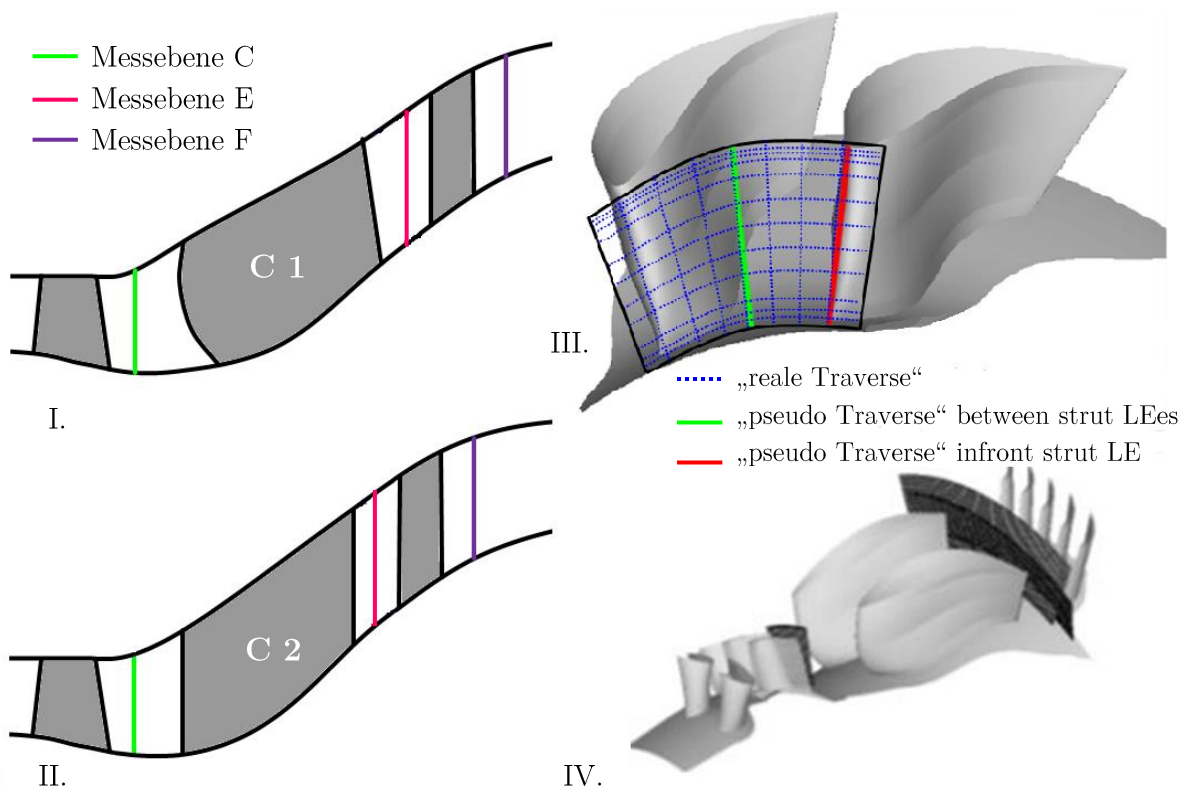 Messebene C
Messebene E
Messebene F
C 1
I.
III.
„reale Traverse“
„pseudo Traverse“ between strut LEes
„pseudo Traverse“ infront strut LE
C 2
II.
IV.